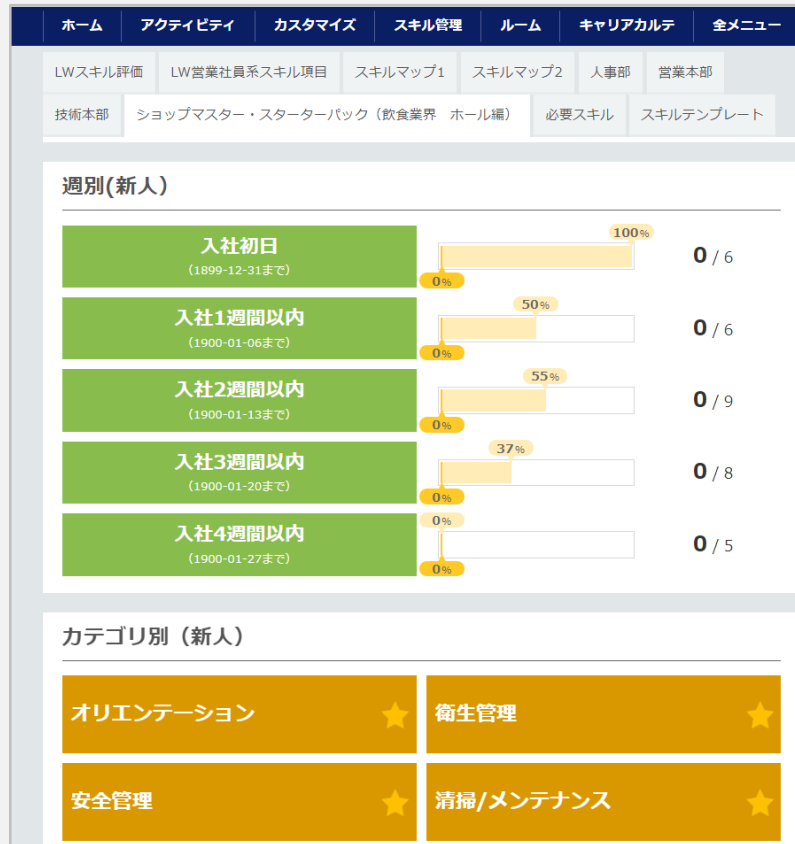 ホーム アクティビティ カスタマイズ スキル管理 ルーム キャリアカルテ 全メニュー
LWスキル評価 LW営業社員系スキル項目 スキルマップ1 スキルマップ2 人事部 営業本部
技術本部 ショップマスター・スターターパック（飲食業界　ホール編） 必要スキル スキルテンプレート
週別(新人）
入社初日
（1899-12-31まで）
100%
0%
0 / 6
入社1週間以内
（1900-01-06まで）
50%
0%
0 / 6
入社2週間以内
（1900-01-13まで）
55%
0%
0 / 9
入社3週間以内
（1900-01-20まで）
37%
0%
0 / 8
入社4週間以内
（1900-01-27まで）
0%
0%
0 / 5
カテゴリ別（新人）
オリエンテーション 衛生管理
安全管理 清掃/メンテナンス